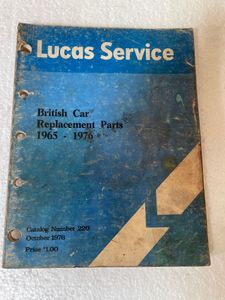 Lucas Service
British Car
Replacement Parts
1965 - 1976
Catalog Number 220
October 1976
Price $1.00